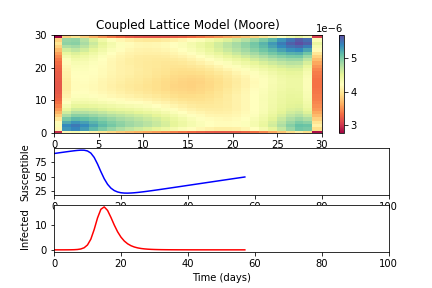 Coupled Lattice Model (Moore)
1e−6
30
20
10
0
0 5 10 15 20 25 30
5
4
3
Susceptible
75
50
25
0 20 40 60 80 100
Infected
10
0
0 20 40 60 80 100
Time (days)